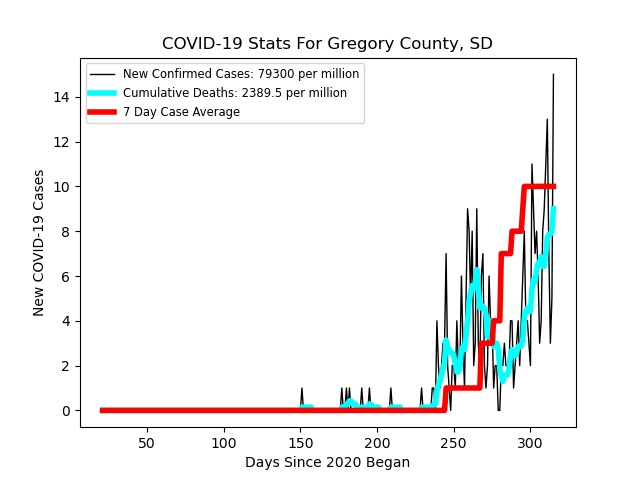 COVID-19 Stats For Gregory County, SD
New Confirmed Cases: 79300 per million
Cumulative Deaths: 2389.5 per million
7 Day Case Average
New COVID-19 Cases
14
12
10
8
6
4
2
0
50 100 150 200 250 300
Days Since 2020 Began